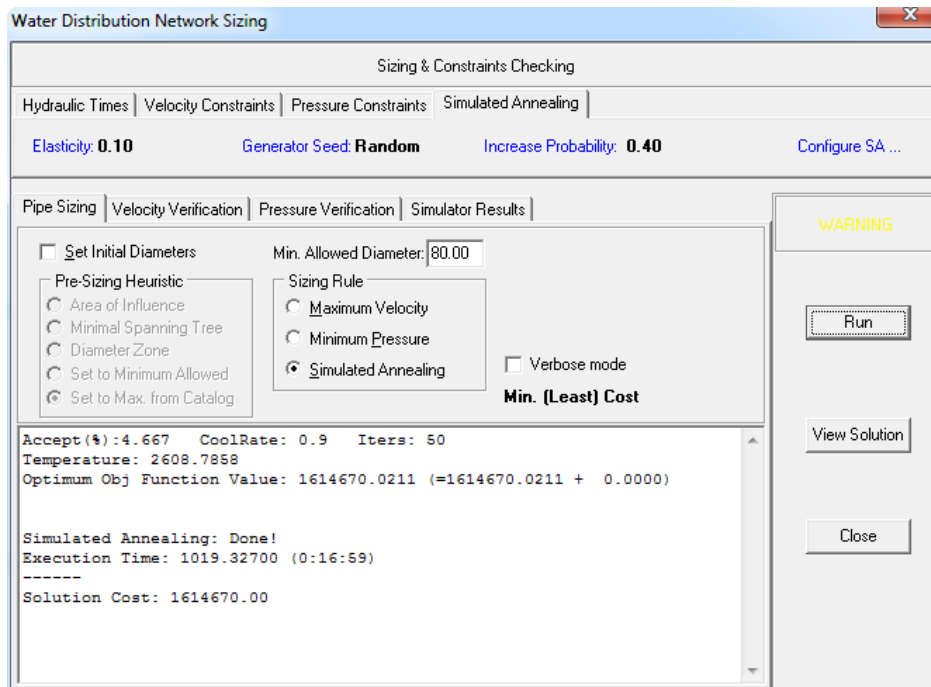 Water Distribution Network Sizing
Sizing & Constraints Checking
Hydraulic Times Velocity Constraints Pressure Constraints Simulated Annealing
Elasticity: 0.10 Generator Seed: Random Increase Probability: 0.40 Configure SA ...
Pipe Sizing Velocity Verification Pressure Verification Simulator Results
WARNING
Set Initial Diameters Min. Allowed Diameter: 80.00
Pre-Sizing Heuristic Sizing Rule
Area of Influence Maximum Velocity
Minimal Spanning Tree
Diameter Zone Minimum Pressure
Set to Minimum Allowed Simulated Annealing Verbose mode
Set to Max. from Catalog Min. (Least) Cost
Run
Accept(%):4.667 CoolRate: 0.9 Iters: 50
Temperature: 2608.7858
Optimum Obj Function Value: 1614670.0211 (=1614670.0211 + 0.0000)
Simulated Annealing: Done!
Execution Time: 1019.32700 (0:16:59)
------
Solution Cost: 1614670.00
View Solution
Close